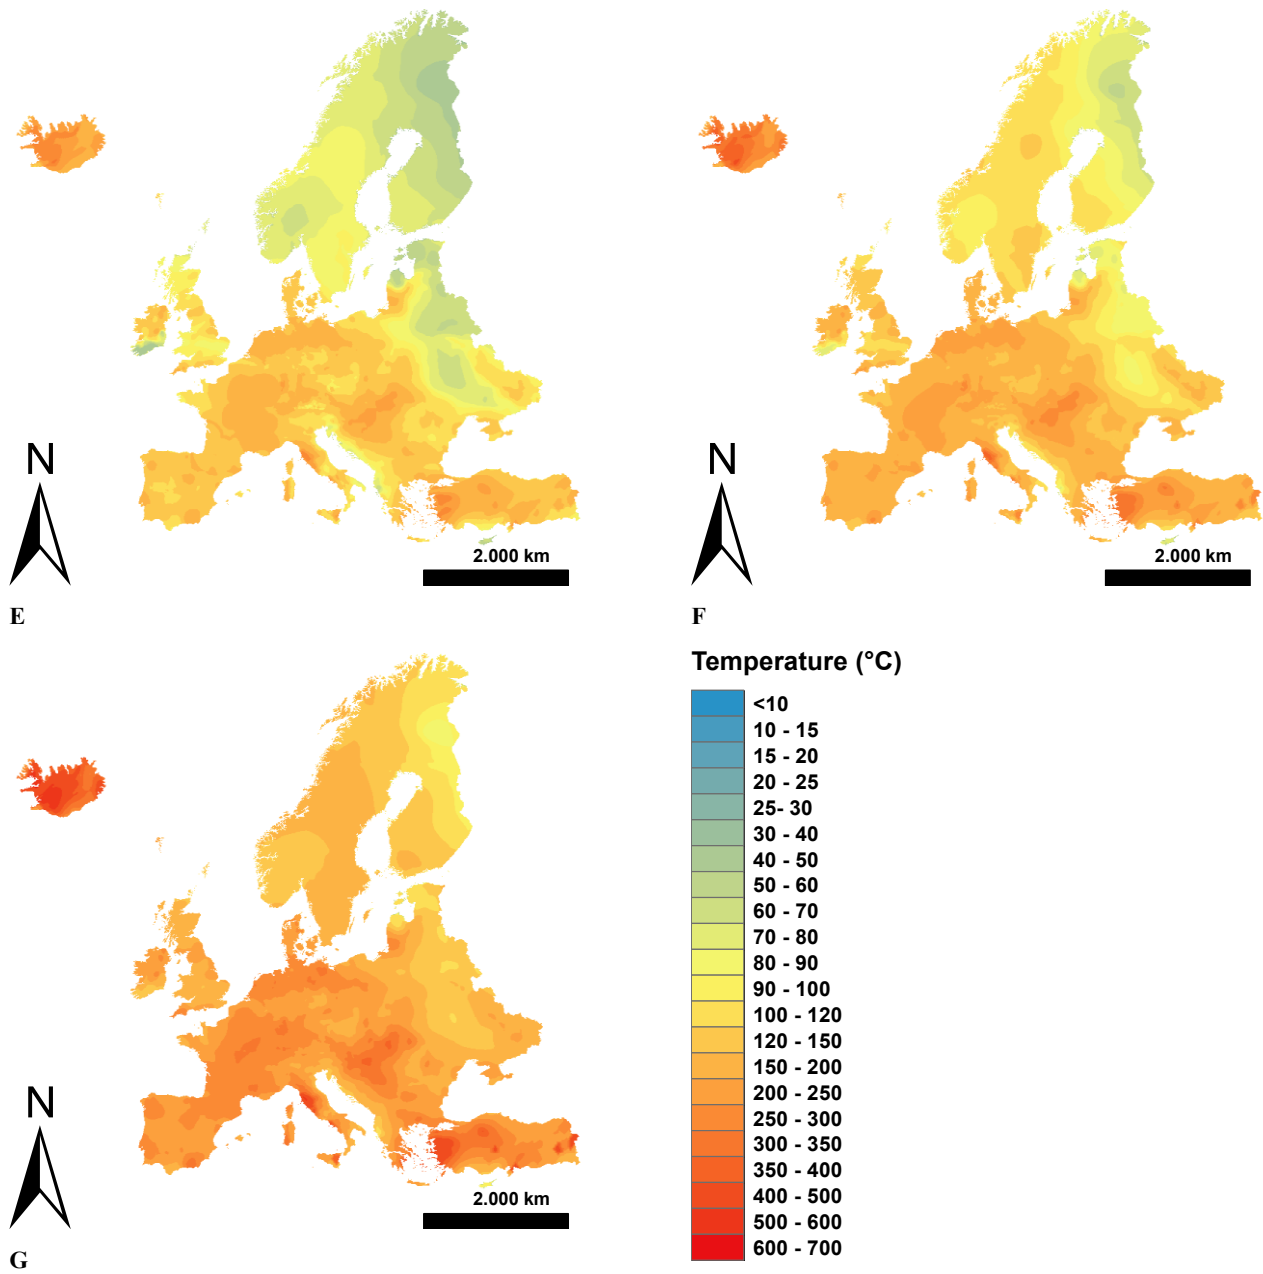 N
2.000 km
E
N
2.000 km
F
N
2.000 km
G
Temperature (°C)
<10
10 - 15
15 - 20
20 - 25
25- 30
30 - 40
40 - 50
50 - 60
60 - 70
70 - 80
80 - 90
90 - 100
100 - 120
120 - 150
150 - 200
200 - 250
250 - 300
300 - 350
350 - 400
400 - 500
500 - 600
600 - 700